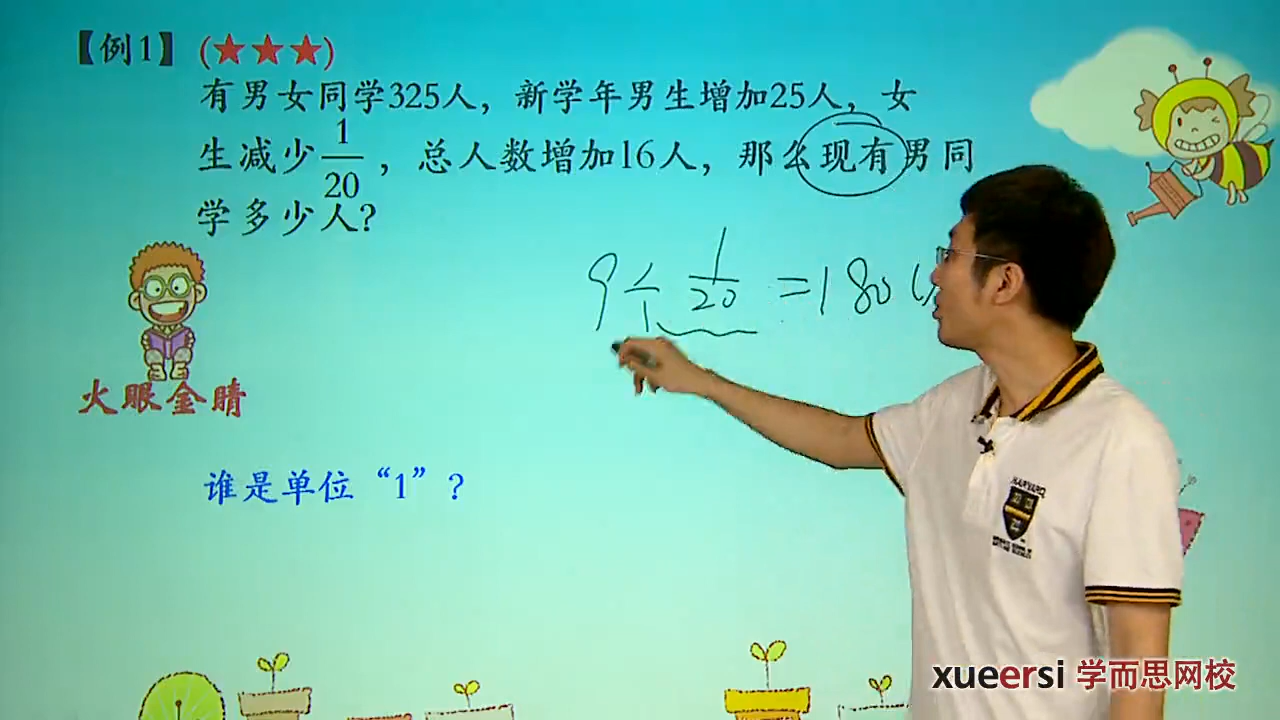 【例1】(★★★)
有男女同学325人，新学年男生增加25人，女
生减少1/20，总人数增加16人，那么现有男同
学多少人?
9个 1/20 =180
火眼金睛
谁是单位“1”?
HARVARD
xueersi 学而思网校